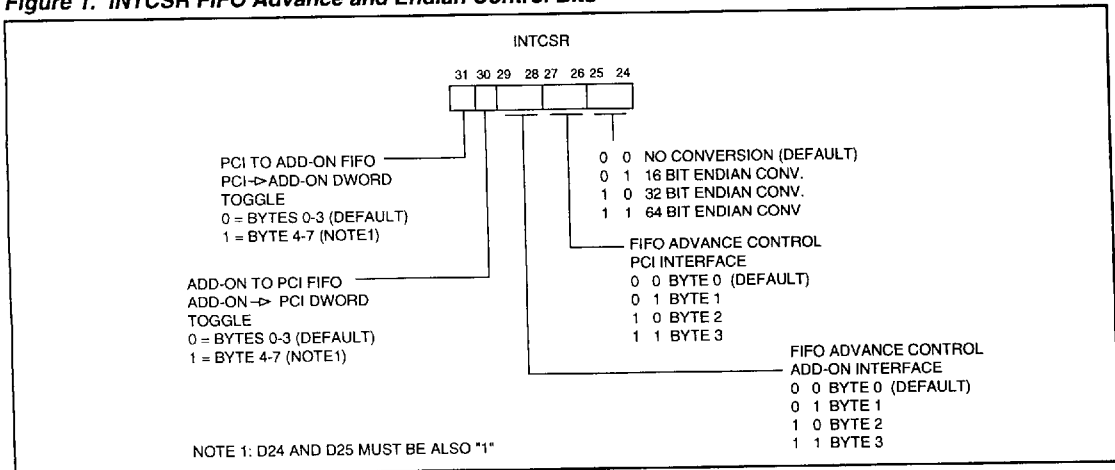 Figure 1. INTCSR FIFO Advance and Endian Control Bits
INTCSR
31 30 29 28 27 26 25 24
PCI TO ADD-ON FIFO
PCI->ADD-ON DWORD
TOGGLE
0 = BYTES 0-3 (DEFAULT)
1 = BYTE 4-7 (NOTE1)
0 0 NO CONVERSION (DEFAULT)
0 1 16 BIT ENDIAN CONV.
1 0 32 BIT ENDIAN CONV.
1 1 64 BIT ENDIAN CONV
FIFO ADVANCE CONTROL
PCI INTERFACE
0 0 BYTE 0 (DEFAULT)
0 1 BYTE 1
1 0 BYTE 2
1 1 BYTE 3
ADD-ON TO PCI FIFO
ADD-ON -> PCI DWORD
TOGGLE
0 = BYTES 0-3 (DEFAULT)
1 = BYTE 4-7 (NOTE1)
FIFO ADVANCE CONTROL
ADD-ON INTERFACE
0 0 BYTE 0 (DEFAULT)
0 1 BYTE 1
1 0 BYTE 2
1 1 BYTE 3
NOTE 1: D24 AND D25 MUST BE ALSO "1"